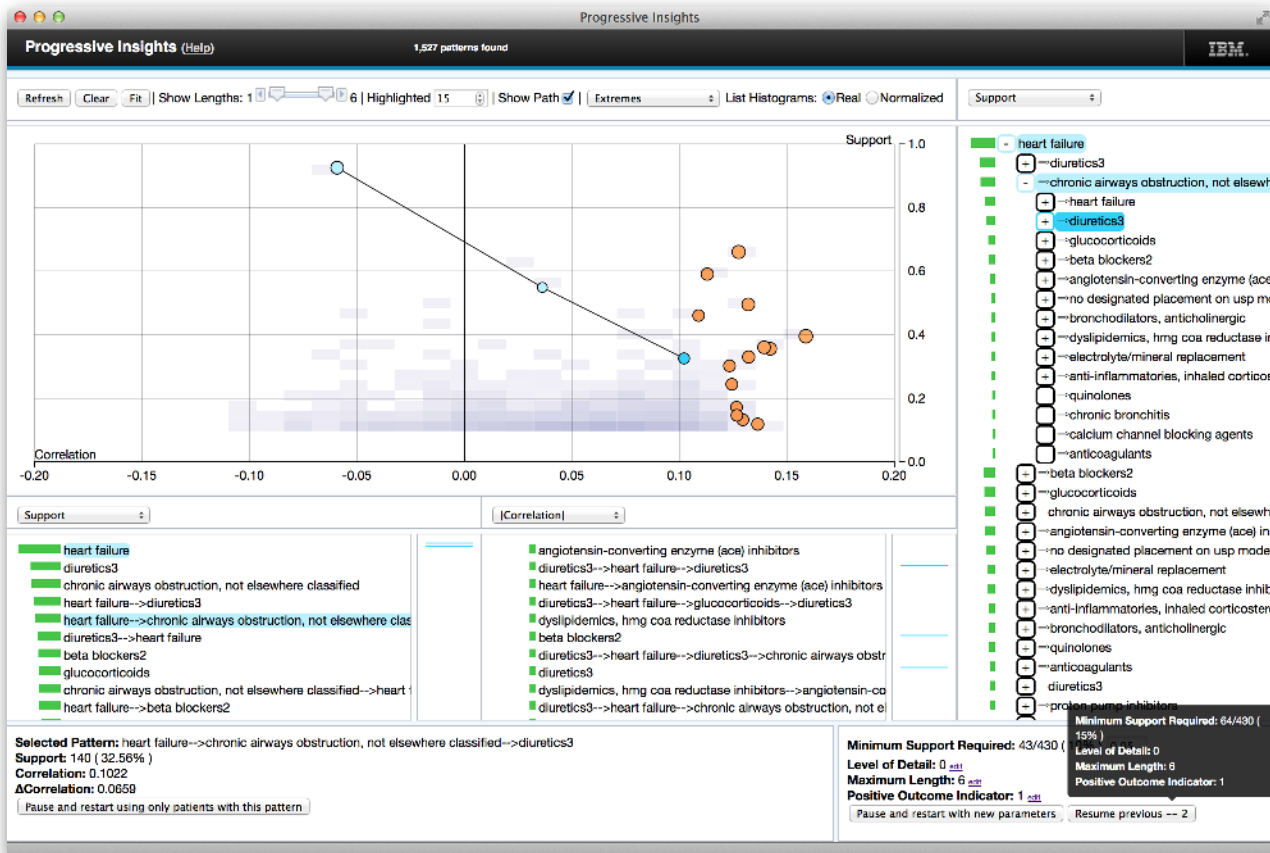 Progressive Insights
Progressive Insights (Help)
1,527 patterns found
IBM.
Refresh Clear Fit | Show Lengths: 1 6 | Highlighted 15 | Show Path | Extremes List Histograms: Real Normalized
Support
Support
1.0
0.8
0.6
0.4
0.2
0.0
Correlation
-0.20 -0.15 -0.10 -0.05 0.00 0.05 0.10 0.15 0.20
- heart failure
+ →diuretics3
- →chronic airways obstruction, not elsewh
+ →heart failure
+ →diuretics3
+ →glucocorticoids
+ →beta blockers2
+ →angiotensin-converting enzyme (ace
+ →no designated placement on usp mo
+ →bronchodilators, anticholinergic
+ →dyslipidemics, hmg coa reductase in
+ →electrolyte/mineral replacement
+ →anti-inflammatories, inhaled corticos
→quinolones
→chronic bronchitis
→calcium channel blocking agents
→anticoagulants
+ →beta blockers2
+ →glucocorticoids
+ chronic airways obstruction, not elsewh
+ →angiotensin-converting enzyme (ace) in
+ →no designated placement on usp mode
+ →electrolyte/mineral replacement
+ →dyslipidemics, hmg coa reductase inhib
+ →anti-inflammatories, inhaled corticoster
+ →bronchodilators, anticholinergic
+ →quinolones
+ →anticoagulants
+ diuretics3
+ →proton pump inhibitors
Support
heart failure
diuretics3
chronic airways obstruction, not elsewhere classified
heart failure-->diuretics3
heart failure-->chronic airways obstruction, not elsewhere clas
diuretics3-->heart failure
beta blockers2
glucocorticoids
chronic airways obstruction, not elsewhere classified-->heart f
heart failure-->beta blockers2
|Correlation|
angiotensin-converting enzyme (ace) inhibitors
diuretics3-->heart failure-->diuretics3
heart failure-->angiotensin-converting enzyme (ace) inhibitors
diuretics3-->heart failure-->glucocorticoids-->diuretics3
dyslipidemics, hmg coa reductase inhibitors
beta blockers2
diuretics3-->heart failure-->diuretics3-->chronic airways obstr
diuretics3
dyslipidemics, hmg coa reductase inhibitors-->angiotensin-co
diuretics3-->heart failure-->chronic airways obstruction, not el
Selected Pattern: heart failure-->chronic airways obstruction, not elsewhere classified-->diuretics3
Support: 140 ( 32.56% )
Correlation: 0.1022
ΔCorrelation: 0.0659
Pause and restart using only patients with this pattern
Minimum Support Required: 43/430 (
Level of Detail: 0 edit
Maximum Length: 6 edit
Positive Outcome Indicator: 1 edit
Pause and restart with new parameters Resume previous -- 2
Minimum Support Required: 64/430 (
15% )
Level of Detail: 0
Maximum Length: 6
Positive Outcome Indicator: 1